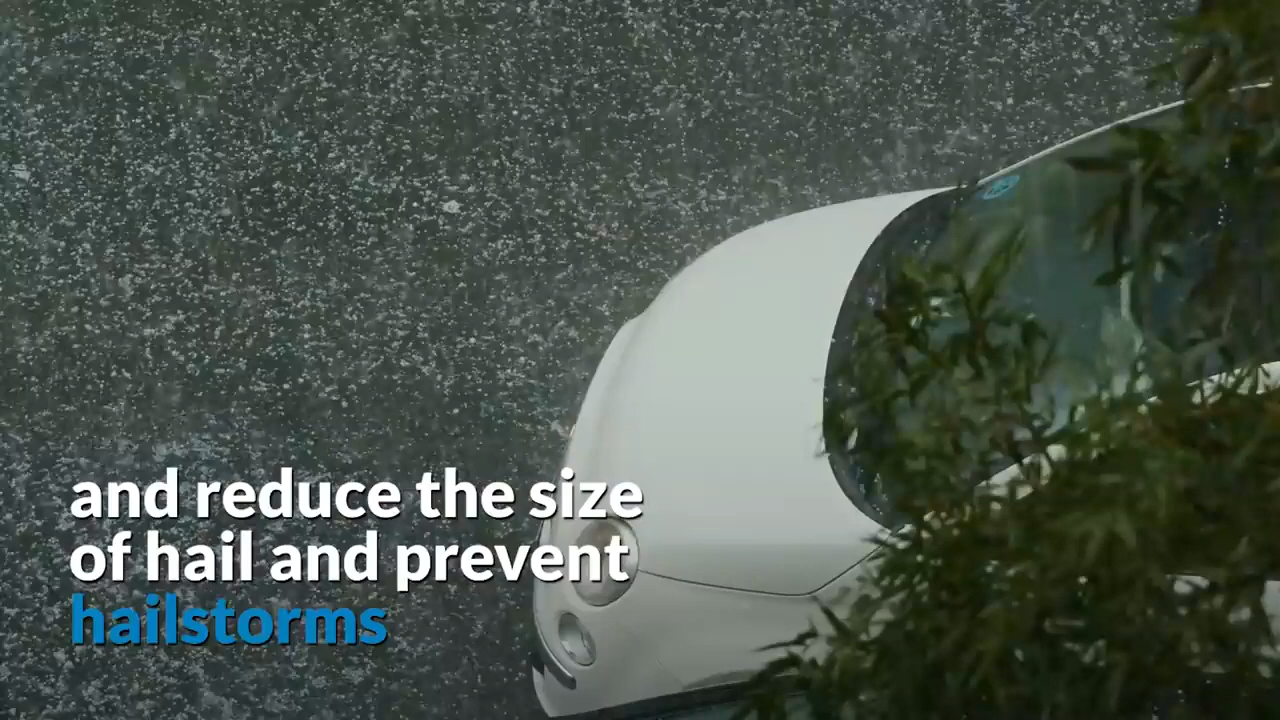 and reduce the size
of hail and prevent
hailstorms